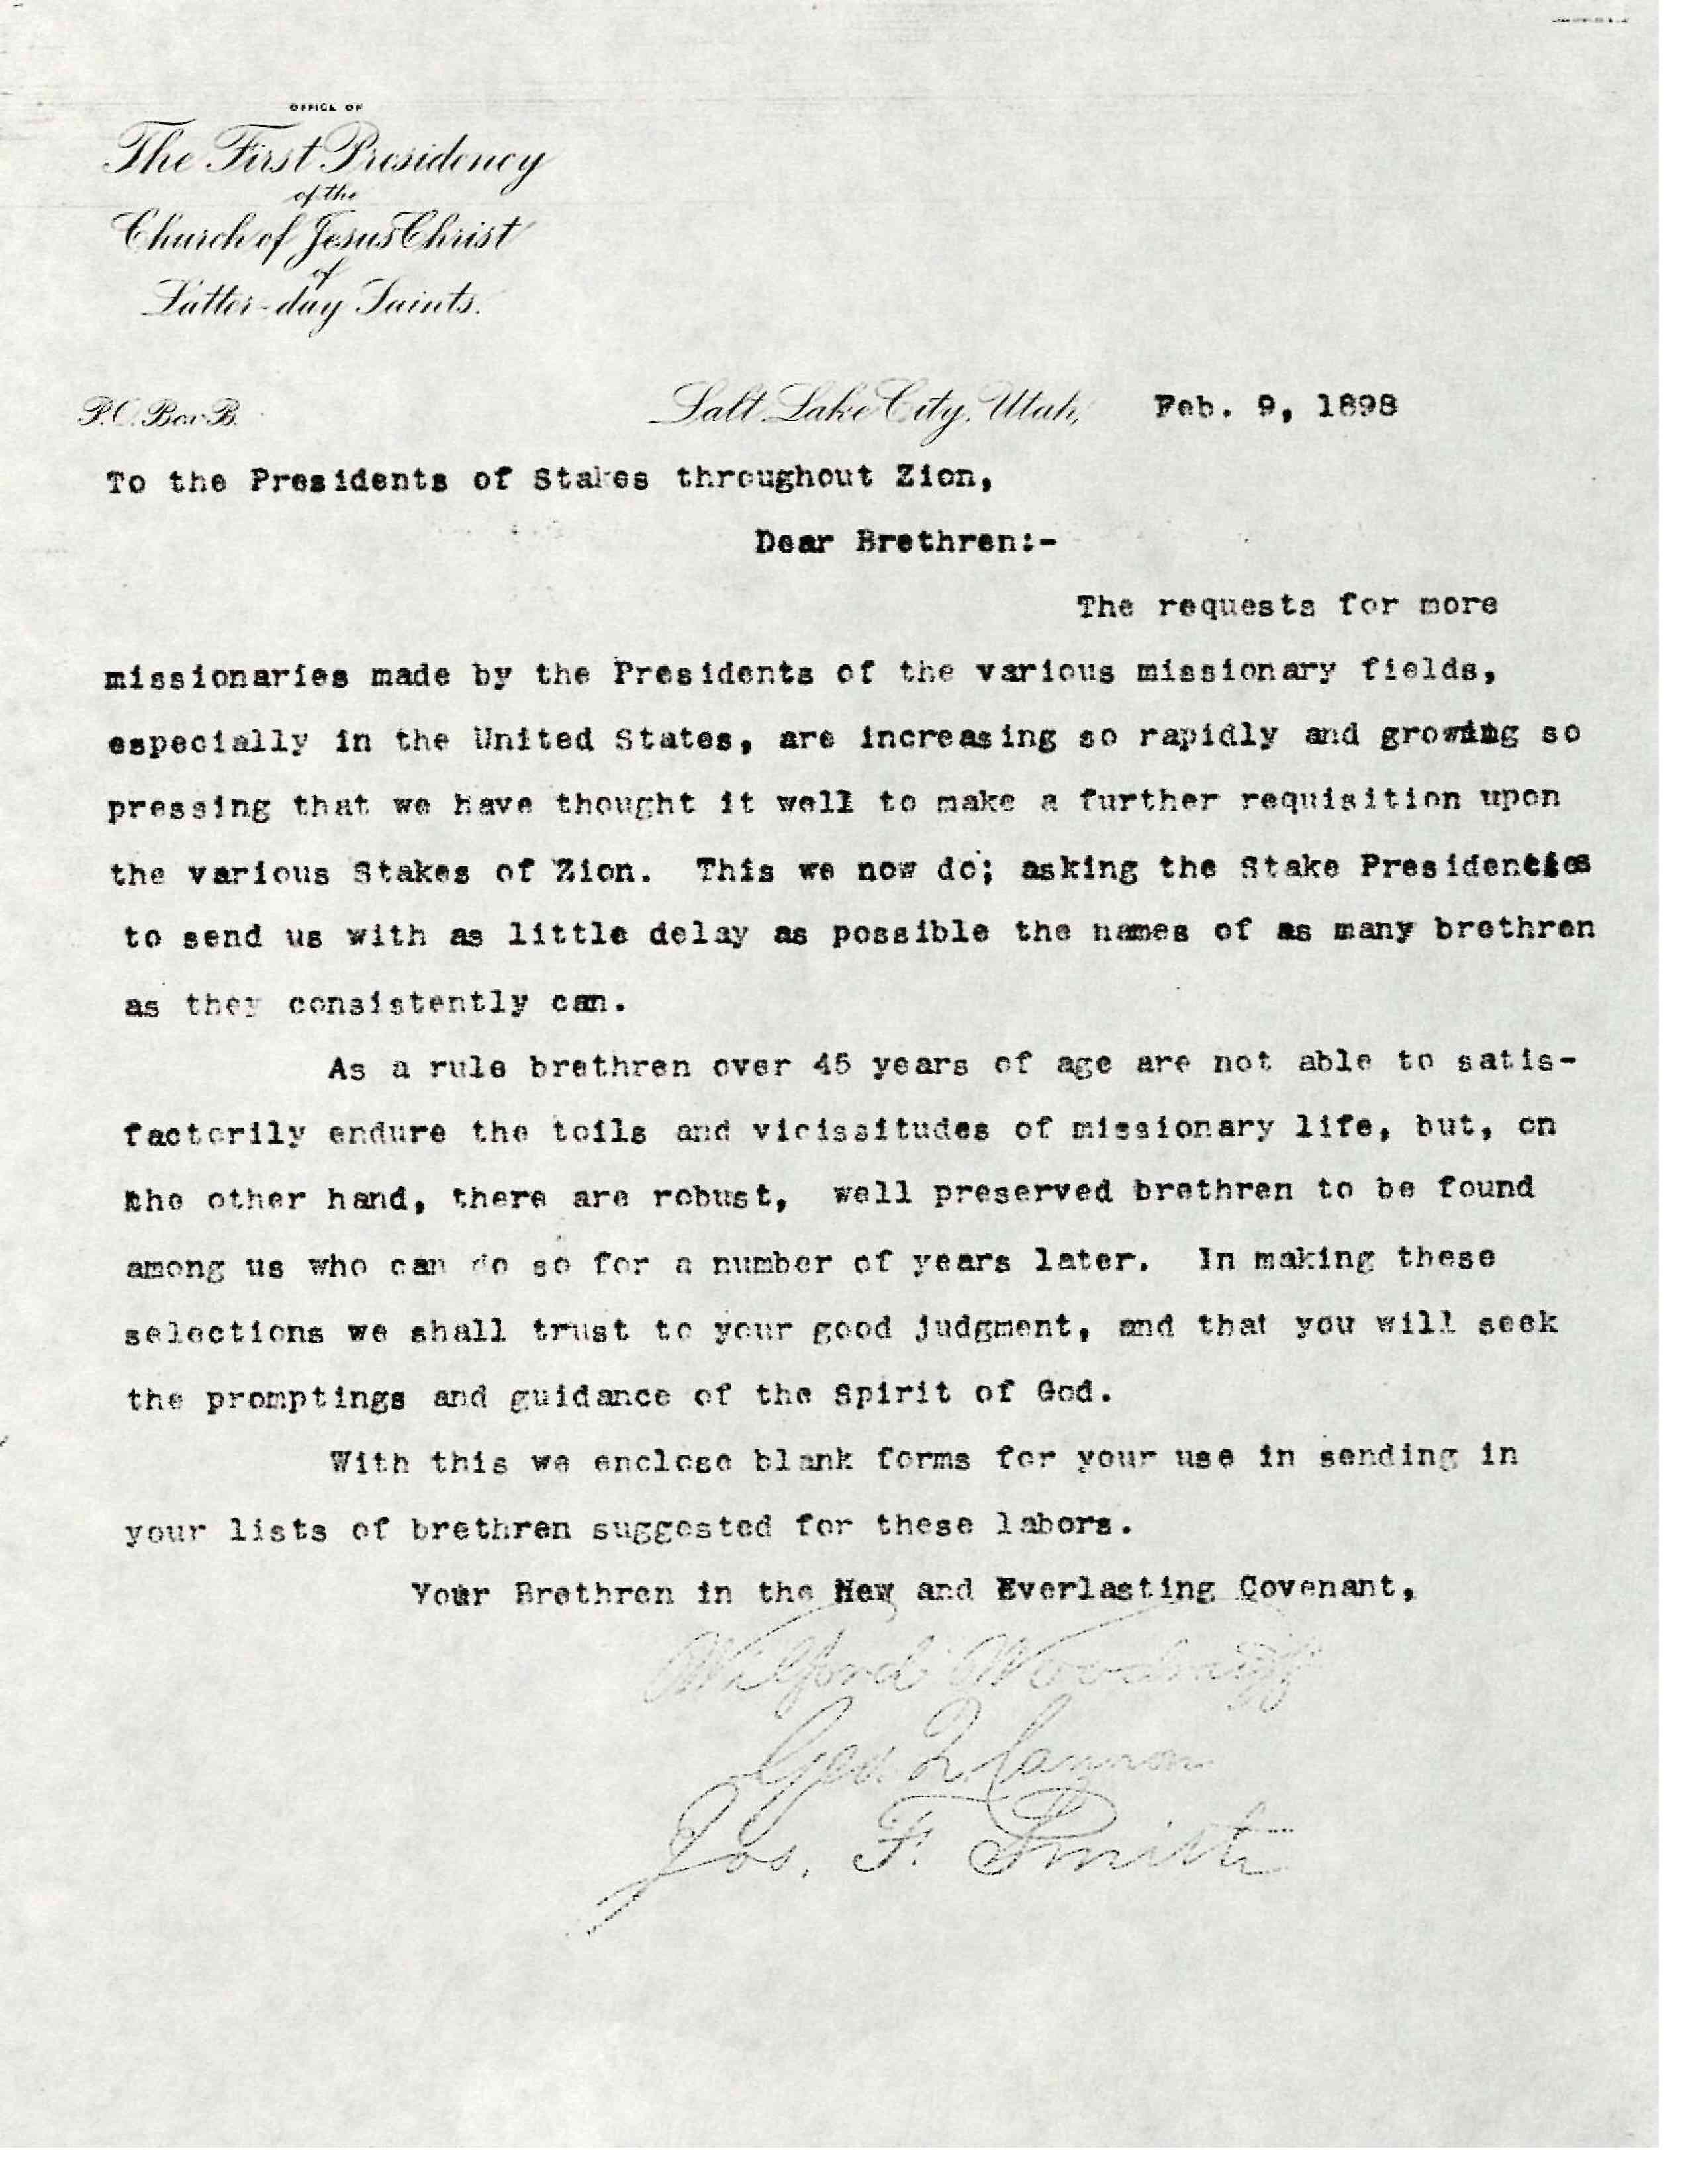 OFFICE OF
The First Presidency
of the
Church of Jesus Christ
of
Latter-day Saints.
P.O. Box B.
Salt Lake City, Utah, Feb. 9, 1898
To the Presidents of Stakes throughout Zion,
Dear Brethren:-
The requests for more
missionaries made by the Presidents of the various missionary fields,
especially in the United States, are increasing so rapidly and growing so
pressing that we have thought it well to make a further requisition upon
the various Stakes of Zion. This we now do; asking the Stake Presidencies
to send us with as little delay as possible the names of as many brethren
as they consistently can.
As a rule brethren over 45 years of age are not able to satis-
factorily endure the toils and vicissitudes of missionary life, but, on
the other hand, there are robust, well preserved brethren to be found
among us who can do so for a number of years later. In making these
selections we shall trust to your good judgment, and that you will seek
the promptings and guidance of the Spirit of God.
With this we enclose blank forms for your use in sending in
your lists of brethren suggested for these labors.
Your Brethren in the New and Everlasting Covenant,
Wilford Woodruff
Geo. Q. Cannon
Jos. F. Smith